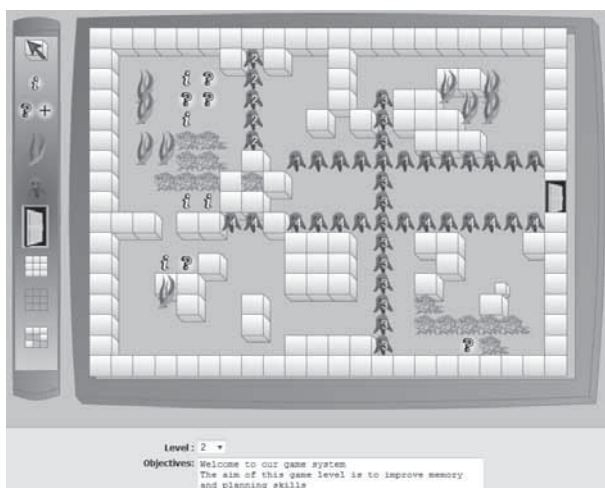 Level : 2
Objectives: Welcome to our game system
The aim of this game level is to improve memory
and planning skills